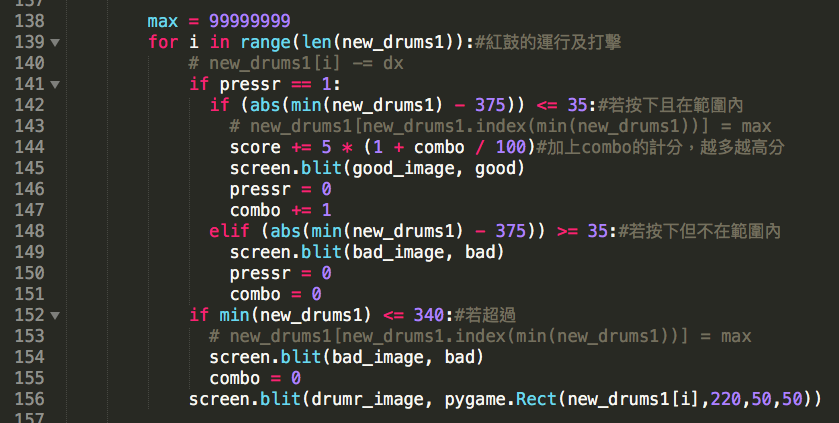 137
138 max = 99999999
139 for i in range(len(new_drums1)):#紅鼓的運行及打擊
140 # new_drums1[i] -= dx
141 if pressr == 1:
142 if (abs(min(new_drums1) - 375)) <= 35:#若按下且在範圍內
143 # new_drums1[new_drums1.index(min(new_drums1))] = max
144 score += 5 * (1 + combo / 100)#加上combo的計分，越多越高分
145 screen.blit(good_image, good)
146 pressr = 0
147 combo += 1
148 elif (abs(min(new_drums1) - 375)) >= 35:#若按下但不在範圍內
149 screen.blit(bad_image, bad)
150 pressr = 0
151 combo = 0
152 if min(new_drums1) <= 340:#若超過
153 # new_drums1[new_drums1.index(min(new_drums1))] = max
154 screen.blit(bad_image, bad)
155 combo = 0
156 screen.blit(drumr_image, pygame.Rect(new_drums1[i],220,50,50))
157